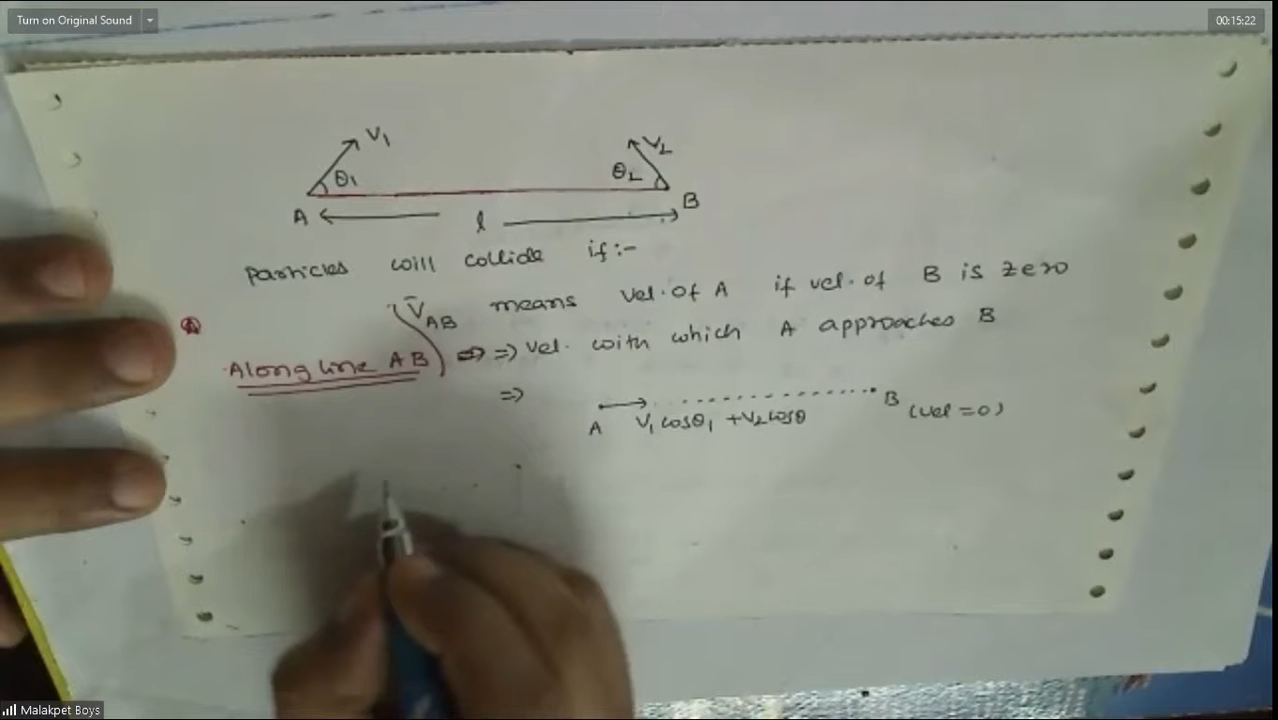 Turn on Original Sound
00:15:22
V1
V2
θ1
θ2
A
l
B
Particles will collide if:-
V̄AB means vel. of A if vel. of B is zero
Along line AB => => vel. with which A approaches B
=>
A V1 cosθ1 + V2 cosθ B (vel = 0)
Malakpet Boys